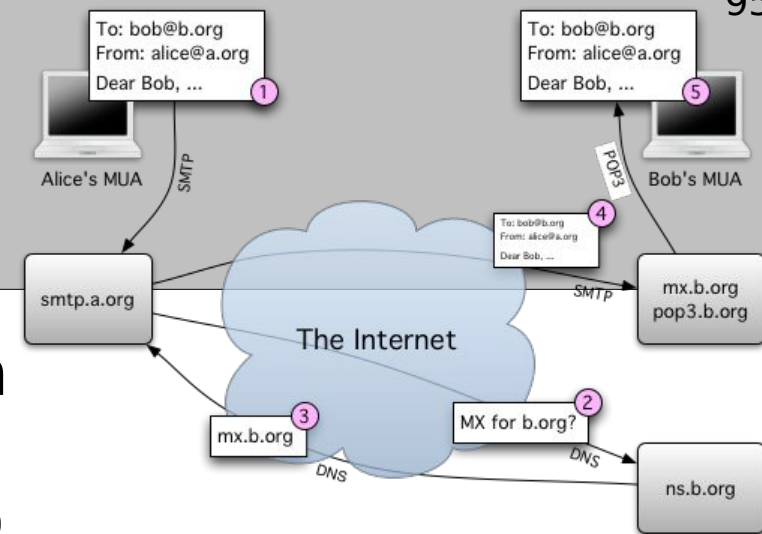 95
To: bob@b.org
From: alice@a.org
Dear Bob, ...
1
Alice's MUA
SMTP
To: bob@b.org
From: alice@a.org
Dear Bob, ...
5
Bob's MUA
POP3
To: bob@b.org
From: alice@a.org
Dear Bob, ...
4
SMTP
smtp.a.org
mx.b.org
pop3.b.org
The Internet
MX for b.org?
2
DNS
mx.b.org
3
DNS
ns.b.org